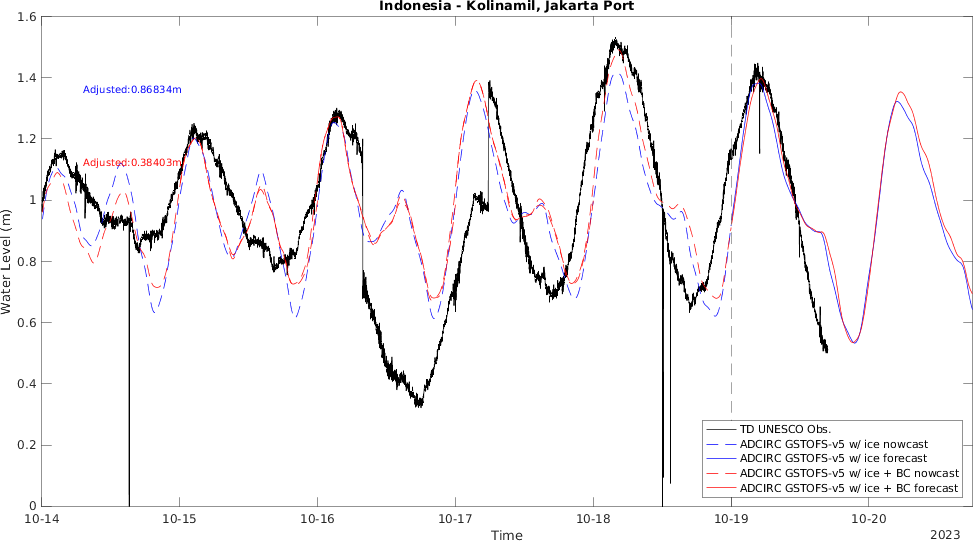 Indonesia - Kolinamil, Jakarta Port
1.6
1.4
1.2
1
0.8
0.6
0.4
0.2
0
Water Level (m)
Adjusted:0.86834m
Adjusted:0.38403m
TD UNESCO Obs.
ADCIRC GSTOFS-v5 w/ ice nowcast
ADCIRC GSTOFS-v5 w/ ice forecast
ADCIRC GSTOFS-v5 w/ ice + BC nowcast
ADCIRC GSTOFS-v5 w/ ice + BC forecast
10-14 10-15 10-16 10-17 10-18 10-19 10-20
Time
2023